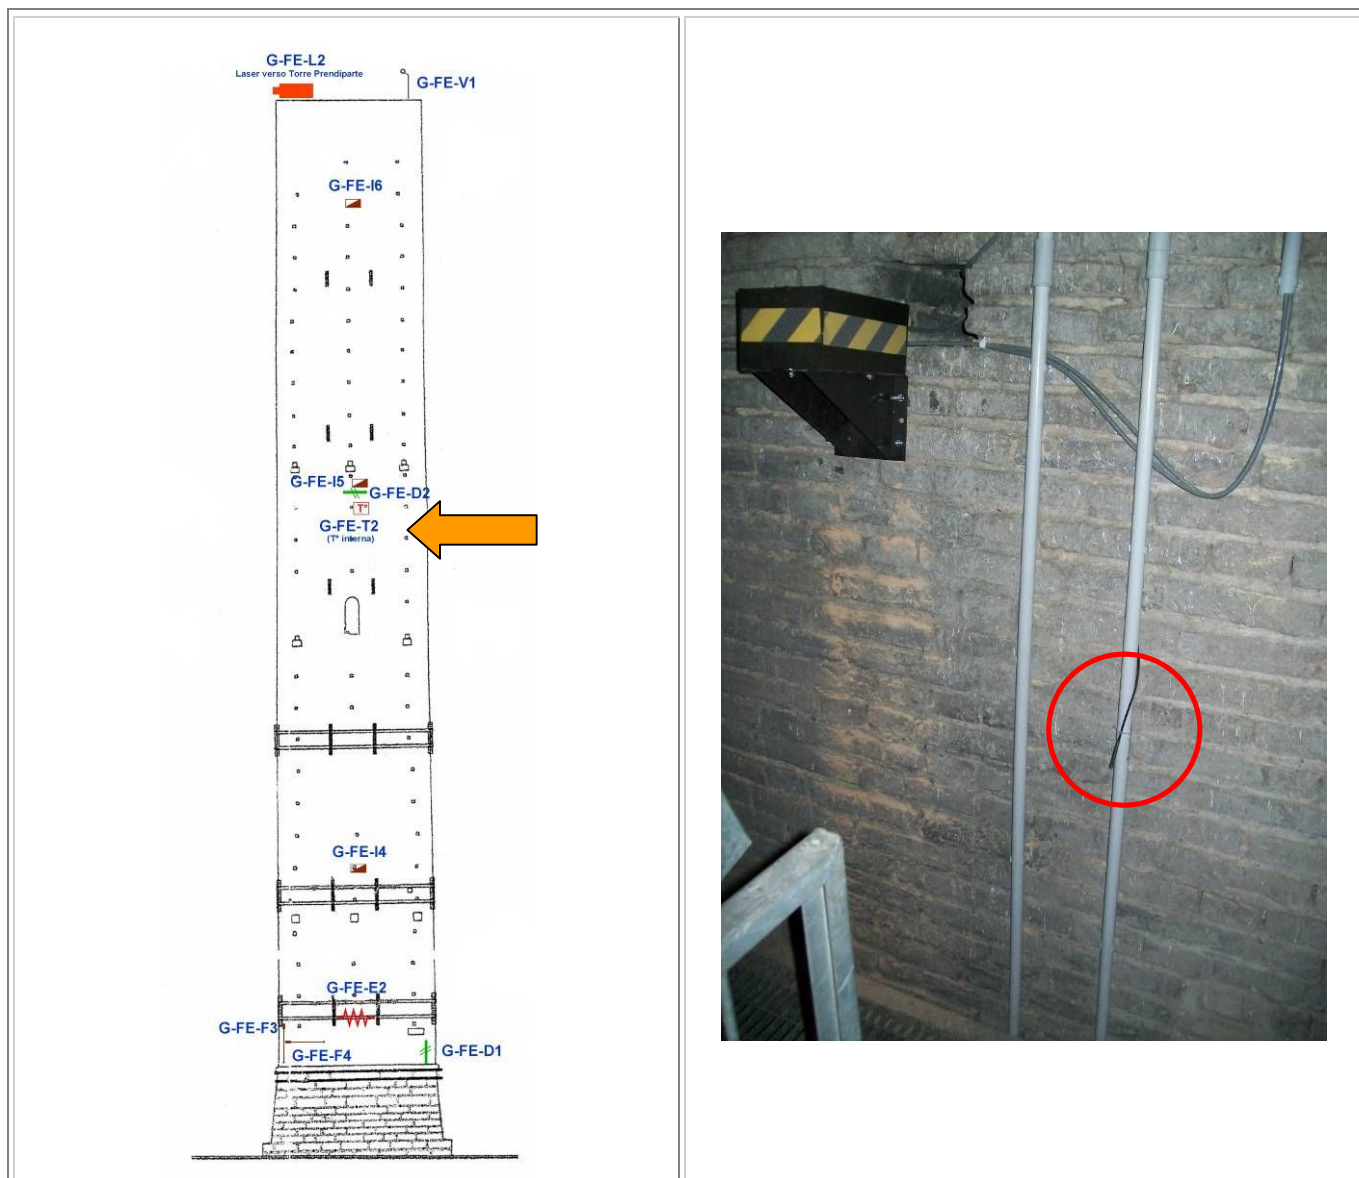 G-FE-L2
Laser verso Torre Prendiparte
G-FE-V1
G-FE-I6
G-FE-I5
G-FE-D2
T°
G-FE-T2
(T° interna)
G-FE-I4
G-FE-E2
G-FE-F3
G-FE-F4
G-FE-D1